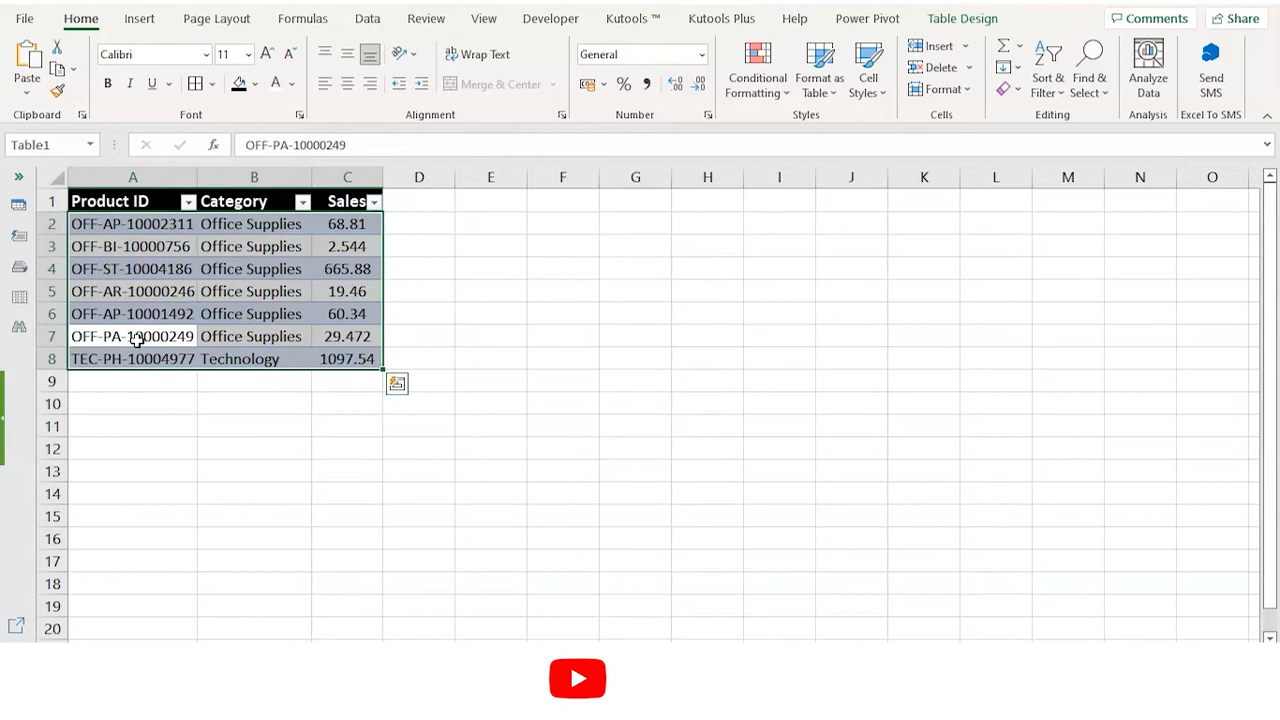 File Home Insert Page Layout Formulas Data Review View Developer Kutools ™ Kutools Plus Help Power Pivot Table Design Comments Share
Paste
Calibri 11 A A
B I U A
Wrap Text
Merge & Center
General
% ,
Conditional Formatting
Format as Table
Cell Styles
Insert
Delete
Format
Sort & Filter
Find & Select
Analyze Data
Send SMS
Clipboard Font Alignment Number Styles Cells Editing Analysis Excel To SMS
Table1 fx OFF-PA-10000249
A B C D E F G H I J K L M N O
1 Product ID Category Sales
2 OFF-AP-10002311 Office Supplies 68.81
3 OFF-BI-10000756 Office Supplies 2.544
4 OFF-ST-10004186 Office Supplies 665.88
5 OFF-AR-10000246 Office Supplies 19.46
6 OFF-AP-10001492 Office Supplies 60.34
7 OFF-PA-10000249 Office Supplies 29.472
8 TEC-PH-10004977 Technology 1097.54
9
10
11
12
13
14
15
16
17
18
19
20